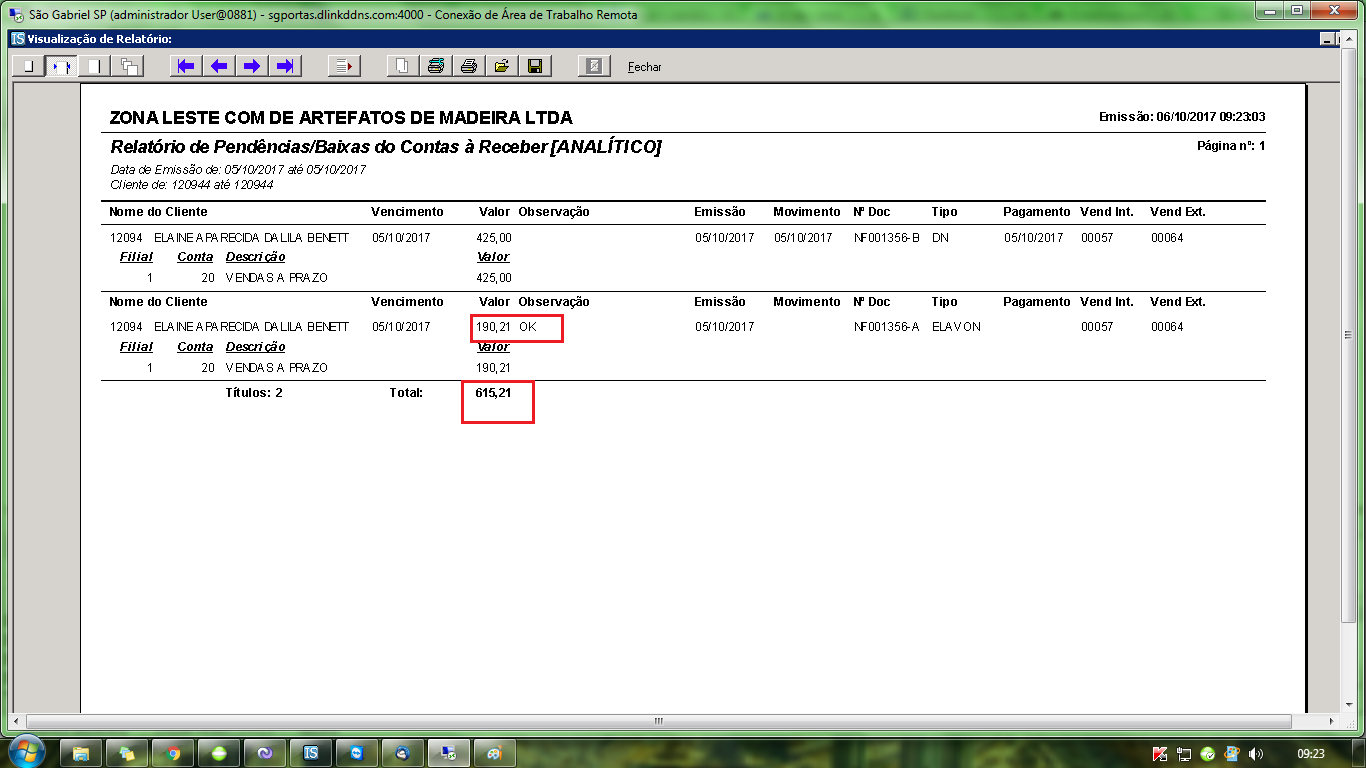 São Gabriel SP (administrador User@0881) - sgportas.dlinkddns.com:4000 - Conexão de Área de Trabalho Remota
IS Visualização de Relatório:
Fechar
ZONA LESTE COM DE ARTEFATOS DE MADEIRA LTDA Emissão: 06/10/2017 09:23:03
Relatório de Pendências/Baixas do Contas à Receber [ANALÍTICO] Página nº: 1
Data de Emissão de: 05/10/2017 até 05/10/2017
Cliente de: 120944 até 120944
Nome do Cliente Vencimento Valor Observação Emissão Movimento Nº Doc Tipo Pagamento Vend Int. Vend Ext.
12094 ELAINE APARECIDA DALILA BENETT 05/10/2017 425,00 05/10/2017 05/10/2017 NF001356-B DN 05/10/2017 00057 00064
Filial Conta Descrição Valor
1 20 VENDAS A PRAZO 425,00
Nome do Cliente Vencimento Valor Observação Emissão Movimento Nº Doc Tipo Pagamento Vend Int. Vend Ext.
12094 ELAINE APARECIDA DALILA BENETT 05/10/2017 190,21 OK 05/10/2017 NF001356-A ELAVON 00057 00064
Filial Conta Descrição Valor
1 20 VENDAS A PRAZO 190,21
Títulos: 2 Total: 615,21
IS
09:23